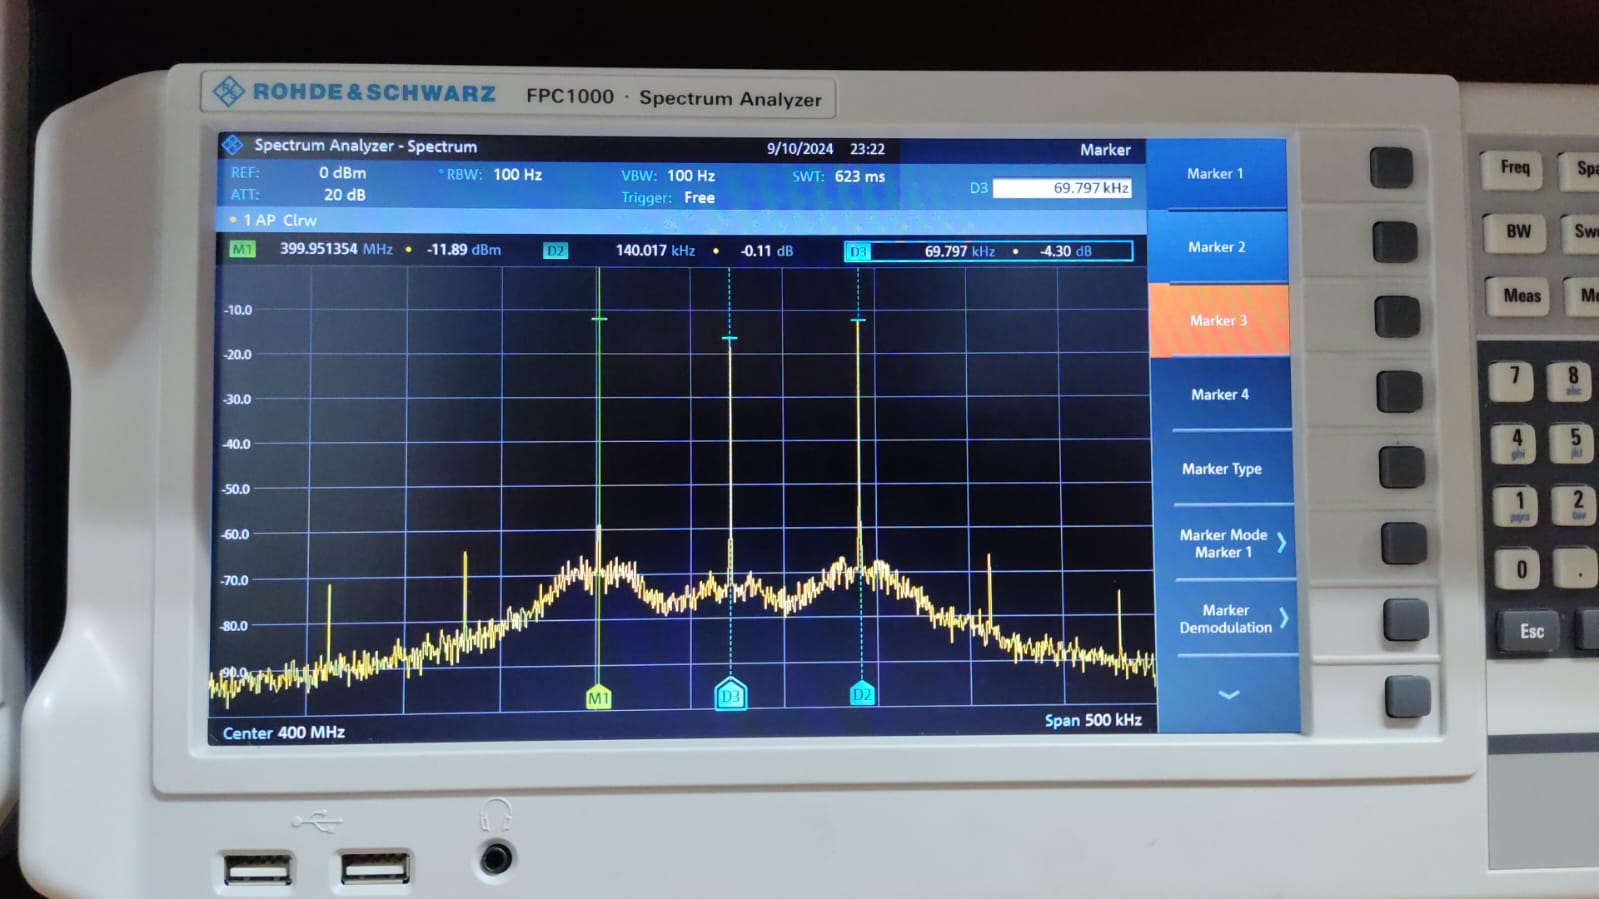 ROHDE&SCHWARZ FPC1000 · Spectrum Analyzer
Spectrum Analyzer - Spectrum 9/10/2024 23:22 Marker
REF: 0 dBm *RBW: 100 Hz VBW: 100 Hz SWT: 623 ms
ATT: 20 dB Trigger: Free D3 69.797 kHz
• 1 AP Clrw
M1 399.951354 MHz • -11.89 dBm D2 140.017 kHz • -0.11 dB D3 69.797 kHz • -4.30 dB
-10.0
-20.0
-30.0
-40.0
-50.0
-60.0
-70.0
-80.0
-90.0
M1 D3 D2
Center 400 MHz Span 500 kHz
Marker 1
Marker 2
Marker 3
Marker 4
Marker Type
Marker Mode
Marker 1
Marker
Demodulation
Freq Spa
BW Swe
Meas
7 8 abc
4 ghi 5 jkl
1 pqrs 2 tuv
0 .
Esc